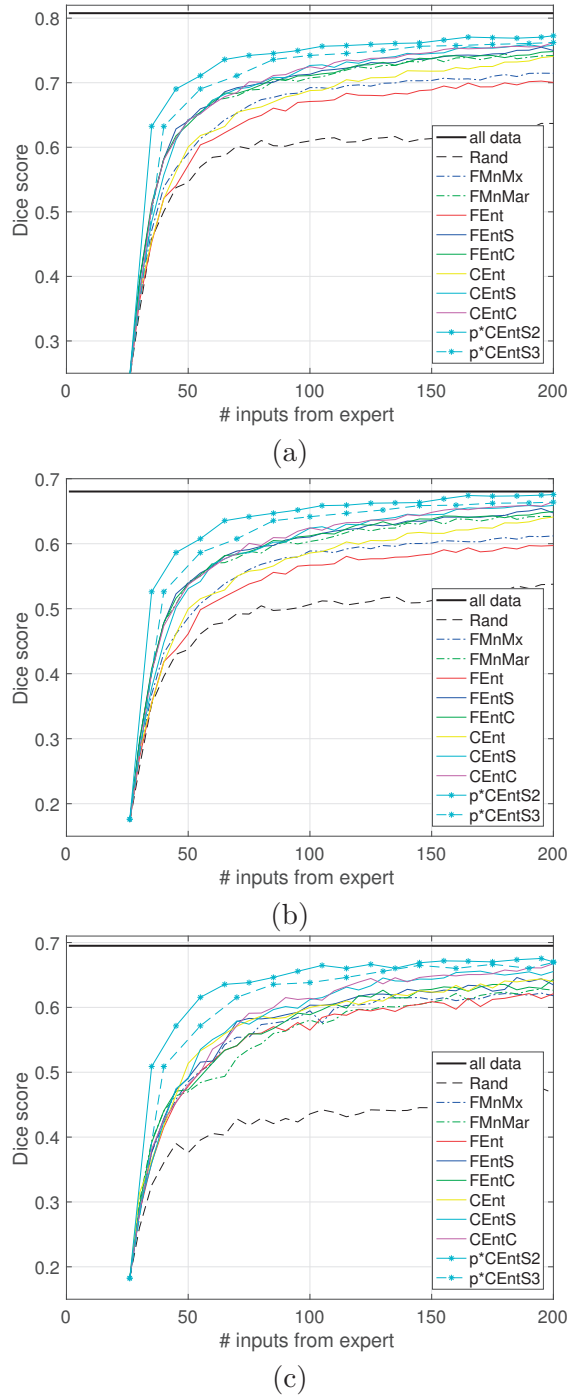 0.8
0.7
0.6
0.5
0.4
0.3
Dice score
all data
Rand
FMnMx
FMnMar
FEnt
FEntS
FEntC
CEnt
CEntS
CEntC
p*CEntS2
p*CEntS3
0 50 100 150 200
# inputs from expert
(a)
0.7
0.6
0.5
0.4
0.3
0.2
Dice score
all data
Rand
FMnMx
FMnMar
FEnt
FEntS
FEntC
CEnt
CEntS
CEntC
p*CEntS2
p*CEntS3
0 50 100 150 200
# inputs from expert
(b)
0.7
0.6
0.5
0.4
0.3
0.2
Dice score
all data
Rand
FMnMx
FMnMar
FEnt
FEntS
FEntC
CEnt
CEntS
CEntC
p*CEntS2
p*CEntS3
0 50 100 150 200
# inputs from expert
(c)